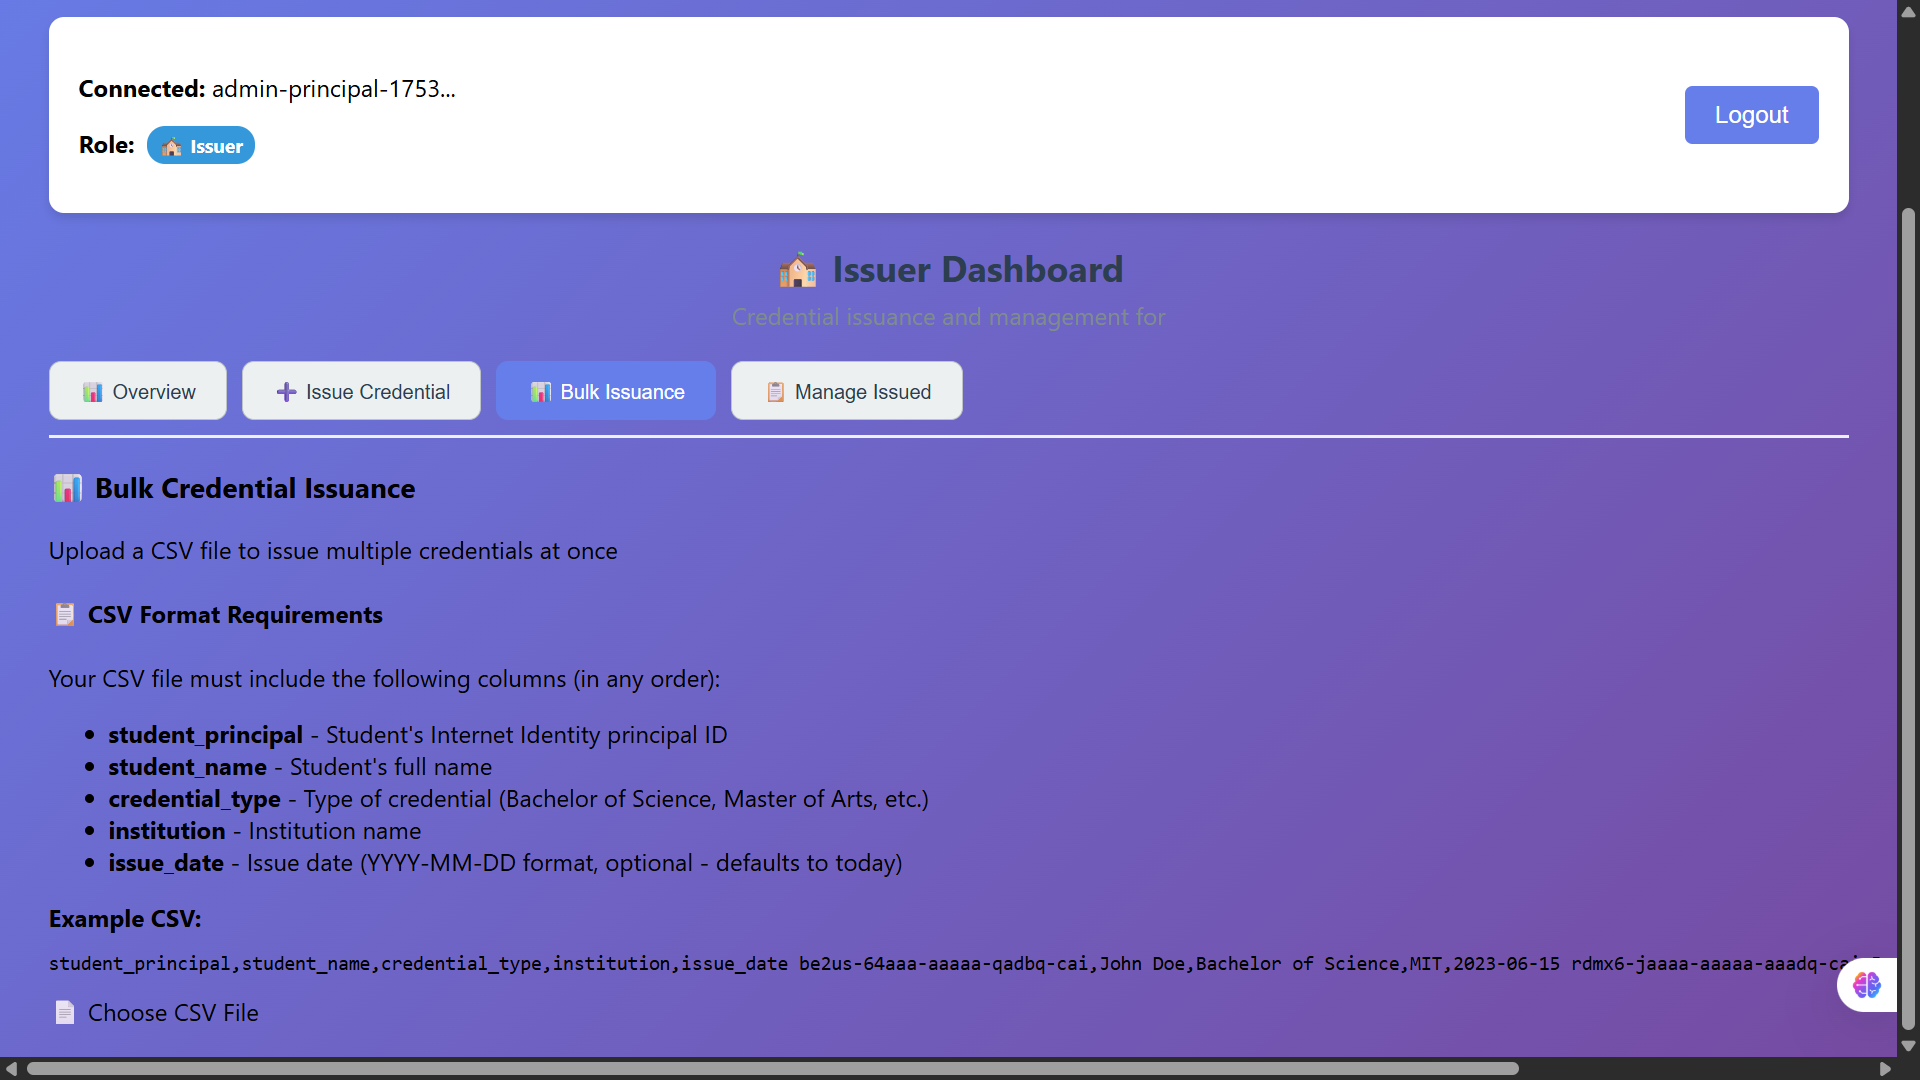 Connected: admin-principal-1753...
Logout
Role: Issuer
Issuer Dashboard
Credential issuance and management for
Overview
Issue Credential
Bulk Issuance
Manage Issued
Bulk Credential Issuance
Upload a CSV file to issue multiple credentials at once
CSV Format Requirements
Your CSV file must include the following columns (in any order):
student_principal - Student's Internet Identity principal ID
student_name - Student's full name
credential_type - Type of credential (Bachelor of Science, Master of Arts, etc.)
institution - Institution name
issue_date - Issue date (YYYY-MM-DD format, optional - defaults to today)
Example CSV:
student_principal,student_name,credential_type,institution,issue_date be2us-64aaa-aaaaa-qadbq-cai,John Doe,Bachelor of Science,MIT,2023-06-15 rdmx6-jaaaa-aaaaa-aaadq-cai
Choose CSV File